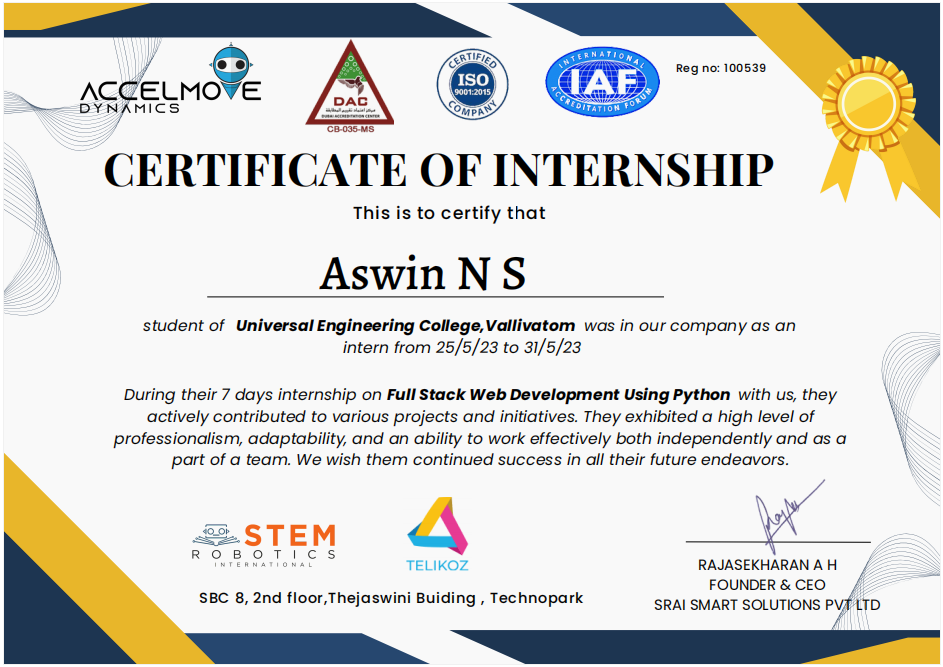 ACCELMOVE
DYNAMICS
DAC
DUBAI ACCREDITATION CENTER
CB-035-MS
CERTIFIED
ISO
9001:2015
COMPANY
INTERNATIONAL
IAF
ACCREDITATION FORUM
Reg no: 100539
CERTIFICATE OF INTERNSHIP
This is to certify that
Aswin N S
student of Universal Engineering College,Vallivatom was in our company as an
intern from 25/5/23 to 31/5/23
During their 7 days internship on Full Stack Web Development Using Python with us, they
actively contributed to various projects and initiatives. They exhibited a high level of
professionalism, adaptability, and an ability to work effectively both independently and as a
part of a team. We wish them continued success in all their future endeavors.
STEM
ROBOTICS
INTERNATIONAL
TELIKOZ
SBC 8, 2nd floor,Thejaswini Buiding , Technopark
RAJASEKHARAN A H
FOUNDER & CEO
SRAI SMART SOLUTIONS PVT LTD